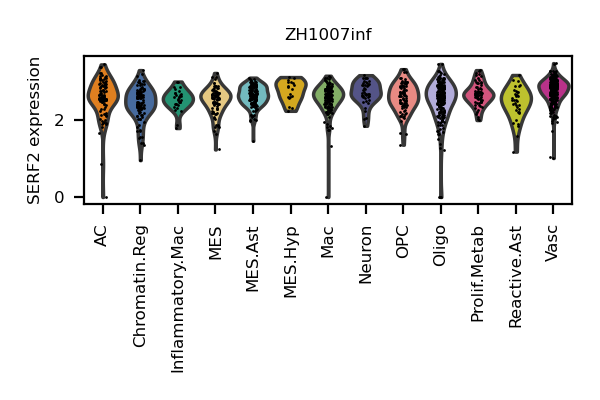 ZH1007inf
SERF2 expression
2
0
AC
Chromatin.Reg
Inflammatory.Mac
MES
MES.Ast
MES.Hyp
Mac
Neuron
OPC
Oligo
Prolif.Metab
Reactive.Ast
Vasc